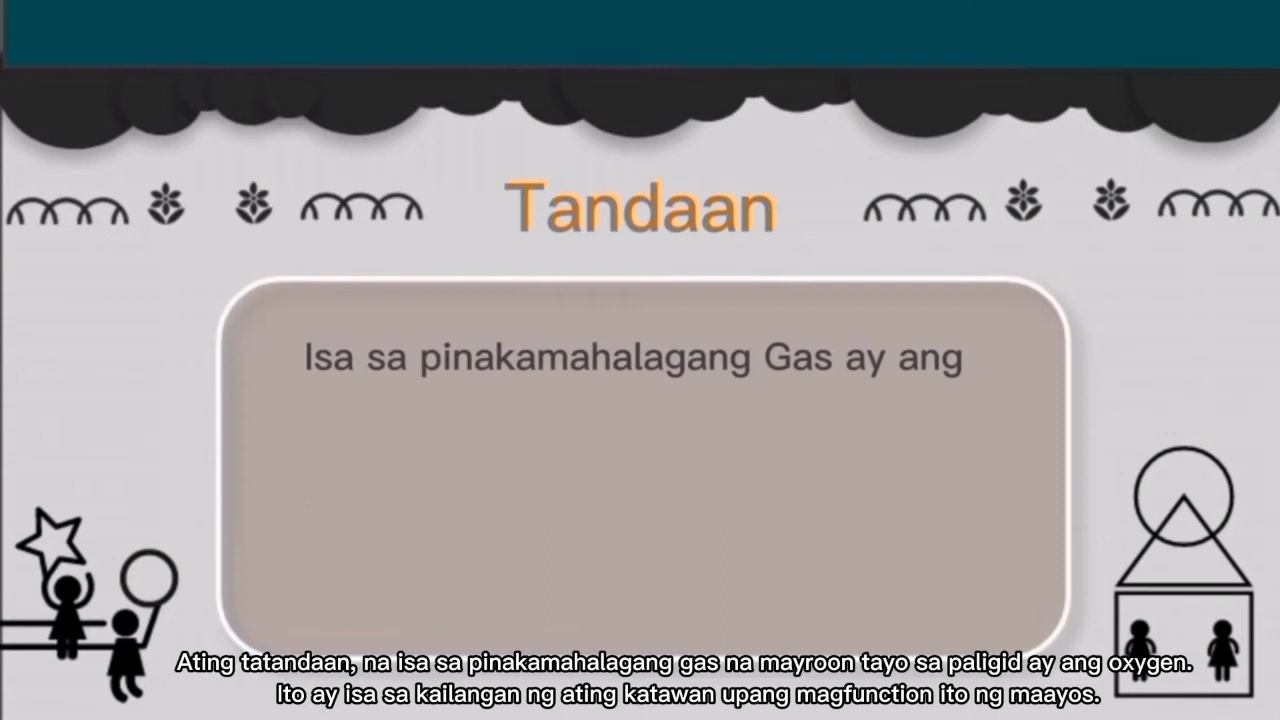 Tandaan
Isa sa pinakamahalagang Gas ay ang
Ating tatandaan, na isa sa pinakamahalagang gas na mayroon tayo sa paligid ay ang oxygen.
Ito ay isa sa kailangan ng ating katawan upang magfunction ito ng maayos.